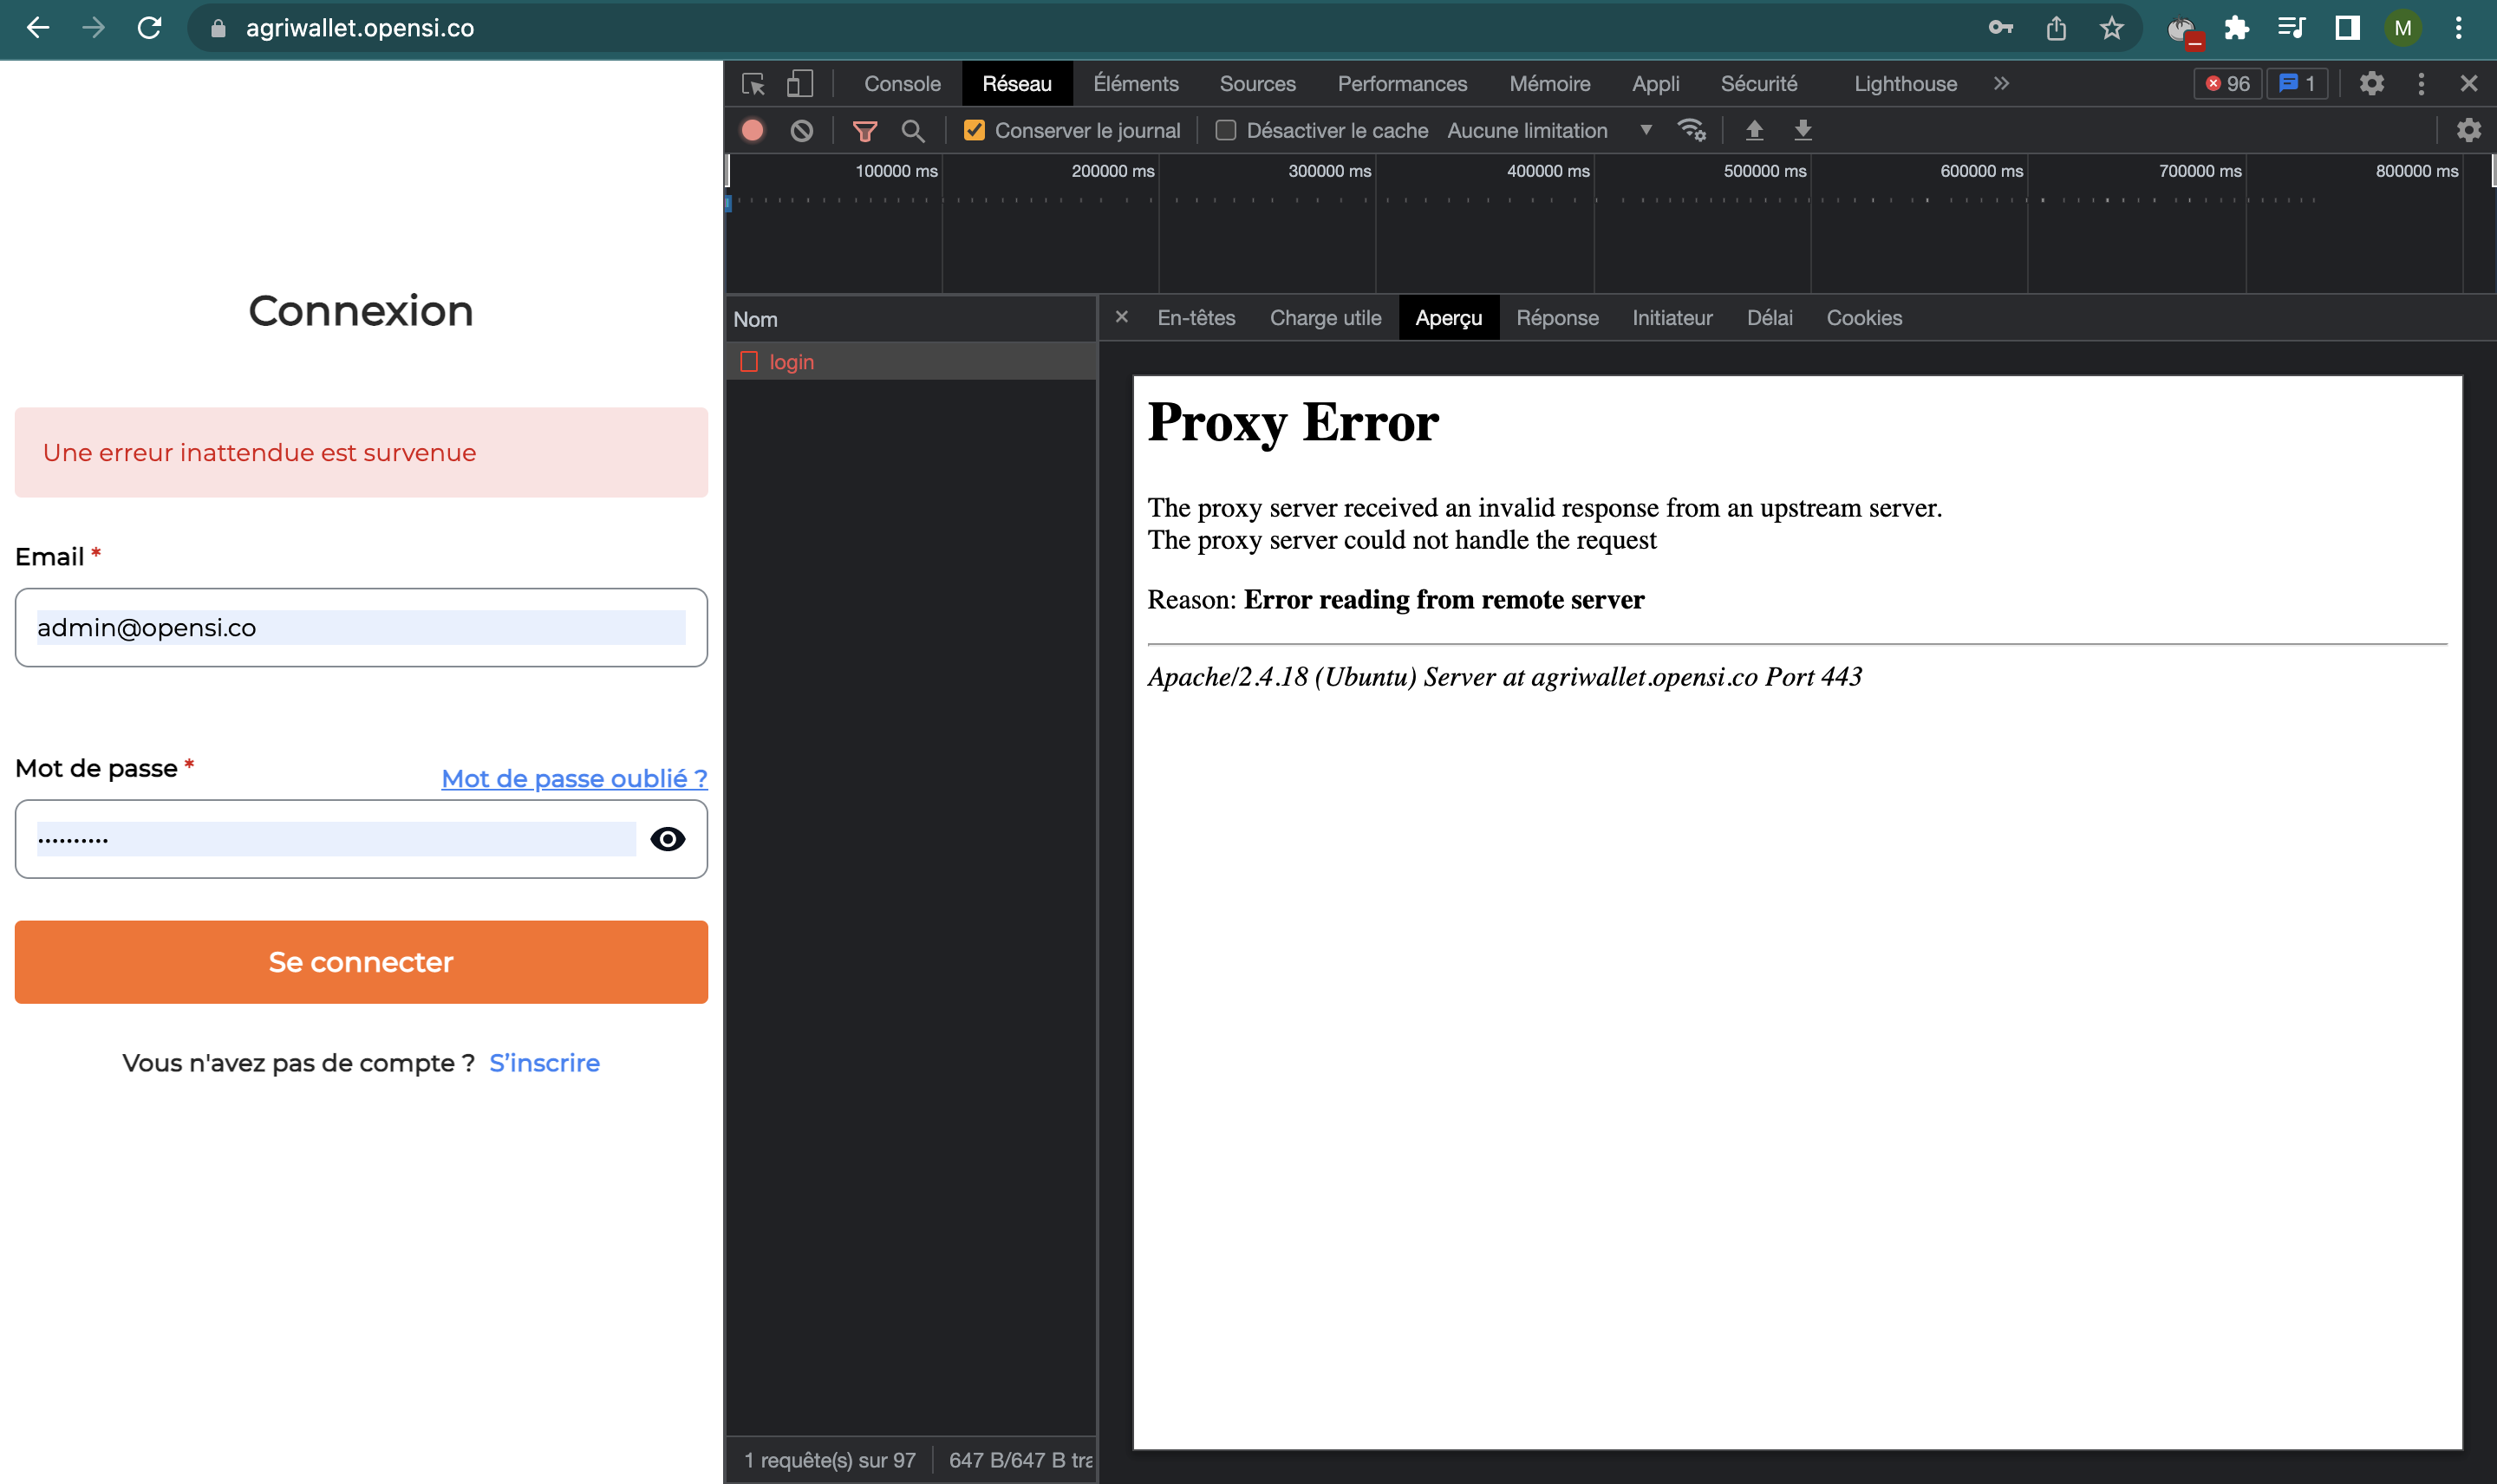 agriwallet.opensi.co
M
Connexion
Une erreur inattendue est survenue
Email *
admin@opensi.co
Mot de passe *
Mot de passe oublié ?
••••••••••
Se connecter
Vous n'avez pas de compte ? S’inscrire
Console Réseau Éléments Sources Performances Mémoire Appli Sécurité Lighthouse » 96 1
Conserver le journal Désactiver le cache Aucune limitation
100000 ms 200000 ms 300000 ms 400000 ms 500000 ms 600000 ms 700000 ms 800000 ms
Nom
login
1 requête(s) sur 97 647 B/647 B tra
En-têtes Charge utile Aperçu Réponse Initiateur Délai Cookies
Proxy Error
The proxy server received an invalid response from an upstream server.
The proxy server could not handle the request
Reason: Error reading from remote server
Apache/2.4.18 (Ubuntu) Server at agriwallet.opensi.co Port 443